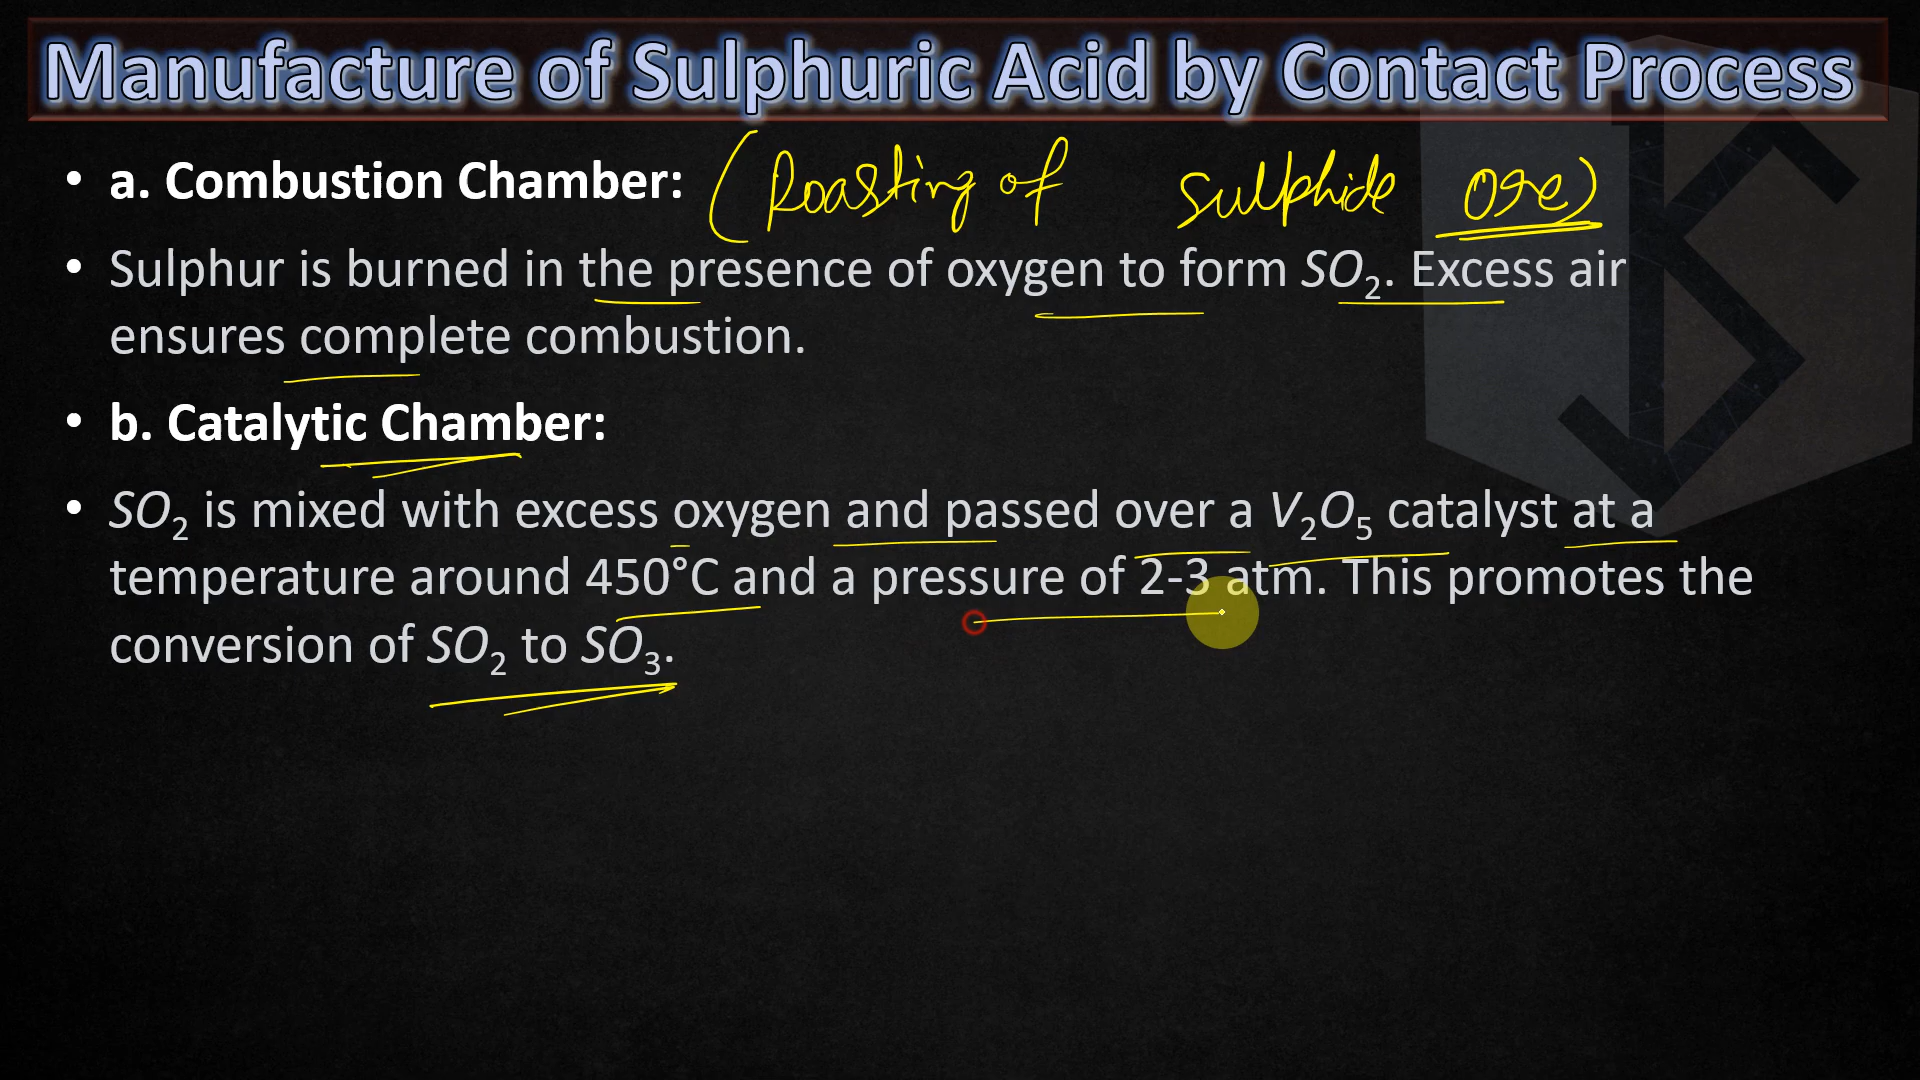 Manufacture of Sulphuric Acid by Contact Process
• a. Combustion Chamber: (Roasting of sulphide ore)
• Sulphur is burned in the presence of oxygen to form SO₂. Excess air
ensures complete combustion.
• b. Catalytic Chamber:
• SO₂ is mixed with excess oxygen and passed over a V₂O₅ catalyst at a
temperature around 450°C and a pressure of 2-3 atm. This promotes the
conversion of SO₂ to SO₃.